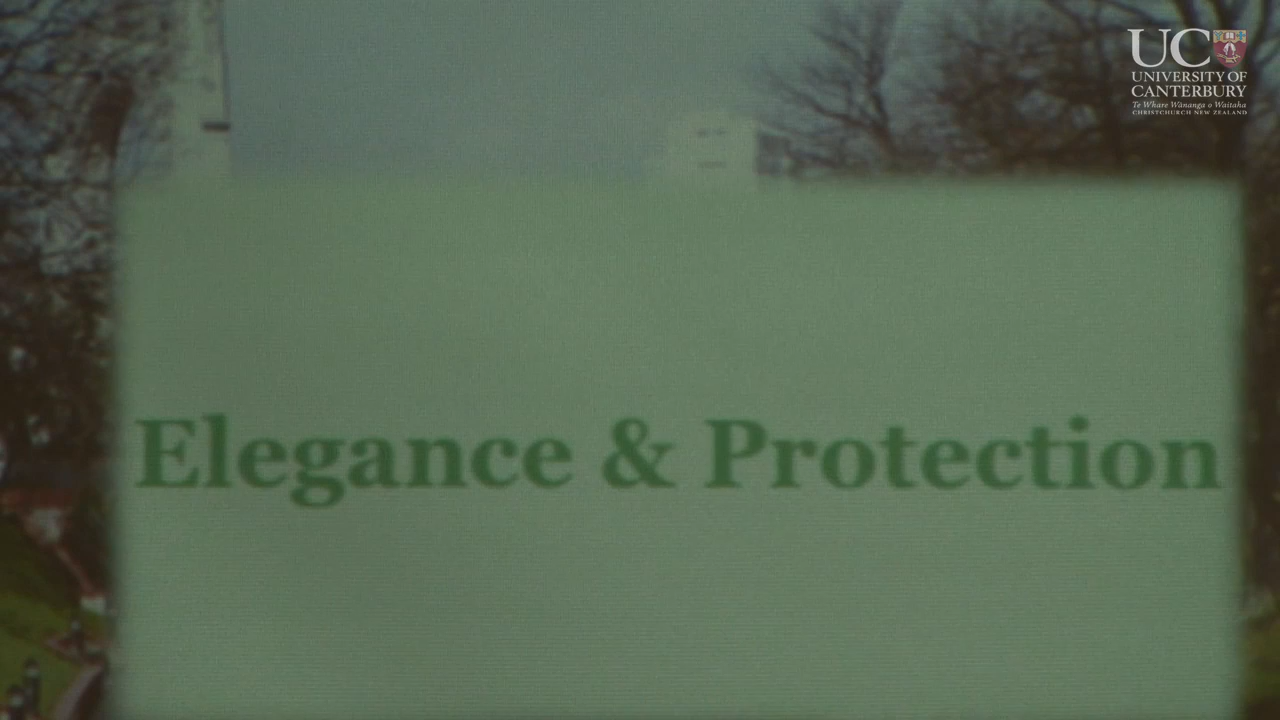 UC
UNIVERSITY OF
CANTERBURY
Te Whare Wānanga o Waitaha
CHRISTCHURCH NEW ZEALAND
Elegance & Protection